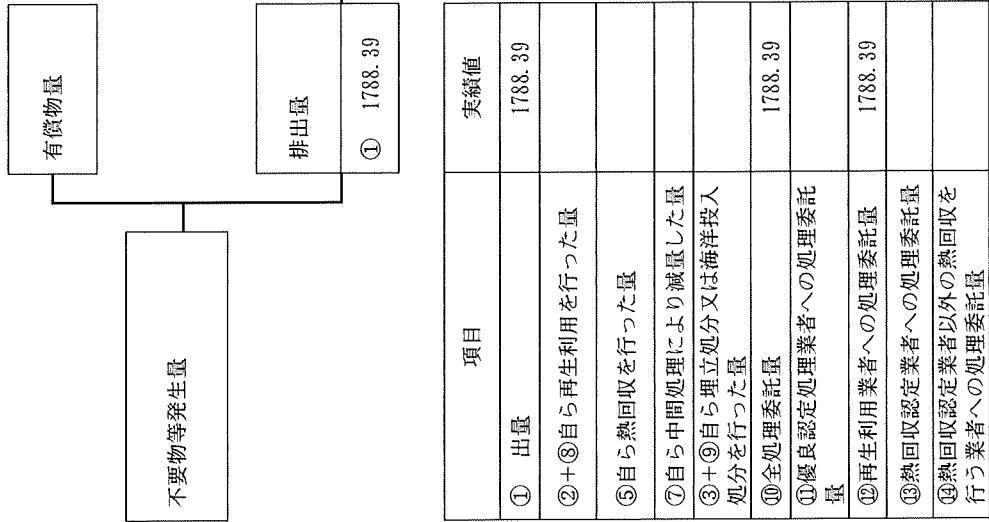 不要物等発生量
有償物量
排出量
① 1788.39
項目 実績値
① 出量 1788.39
②+⑧自ら再生利用を行った量
⑤自ら熱回収を行った量
⑦自ら中間処理により減量した量
③+⑨自ら埋立処分又は海洋投入
処分を行った量
⑩全処理委託量 1788.39
⑪優良認定処理業者への処理委託
量
⑫再生利用業者への処理委託量 1788.39
⑬熱回収認定業者への処理委託量
⑭熱回収認定業者以外の熱回収を
行う業者への処理委託量